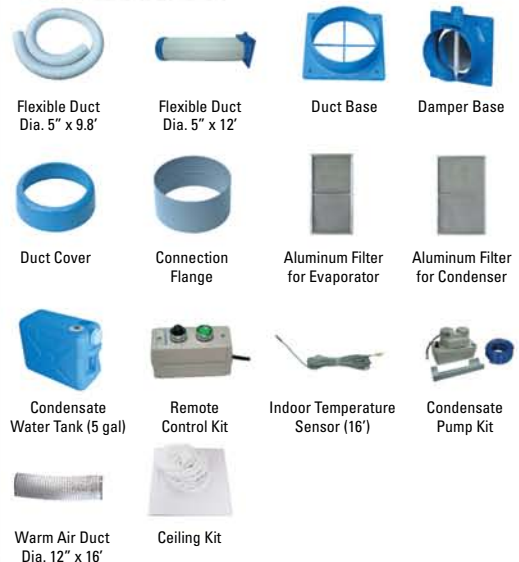 Flexible Duct
Dia. 5” x 9.8’
Flexible Duct
Dia. 5” x 12’
Duct Base
Damper Base
Duct Cover
Connection
Flange
Aluminum Filter
for Evaporator
Aluminum Filter
for Condenser
Condensate
Water Tank (5 gal)
Remote
Control Kit
Indoor Temperature
Sensor (16’)
Condensate
Pump Kit
Warm Air Duct
Dia. 12” x 16’
Ceiling Kit